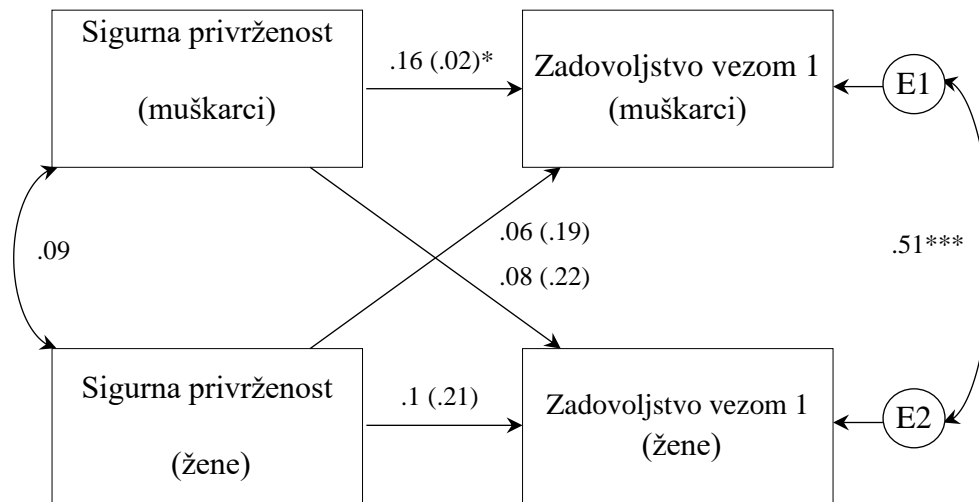 Sigurna privrženost
(muškarci)
.16 (.02)*
Zadovoljstvo vezom 1
(muškarci)
E1
.09
.06 (.19)
.08 (.22)
.51***
Sigurna privrženost
(žene)
.1 (.21)
Zadovoljstvo vezom 1
(žene)
E2